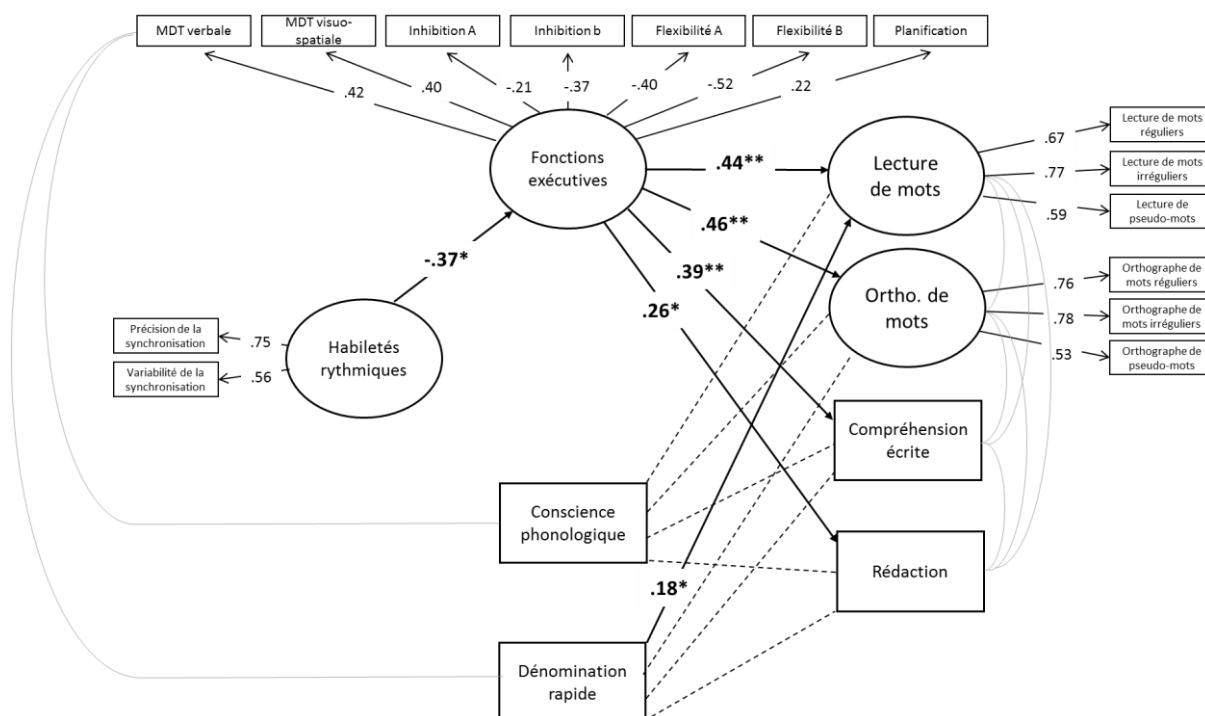 MDT verbale
MDT visuo-
spatiale
Inhibition A
Inhibition b
Flexibilité A
Flexibilité B
Planification
.42
.40
-.21
-.37
-.40
-.52
.22
Fonctions
exécutives
Lecture
de mots
.67
.77
.59
Lecture de mots
réguliers
Lecture de mots
irréguliers
Lecture de
pseudo-mots
.44**
.46**
.39**
.26*
-.37*
Ortho. de
mots
.76
.78
.53
Orthographe de
mots réguliers
Orthographe de
mots irréguliers
Orthographe de
pseudo-mots
Précision de la
synchronisation
Variabilité de la
synchronisation
.75
.56
Habiletés
rythmiques
Compréhension
écrite
Conscience
phonologique
Rédaction
.18*
Dénomination
rapide